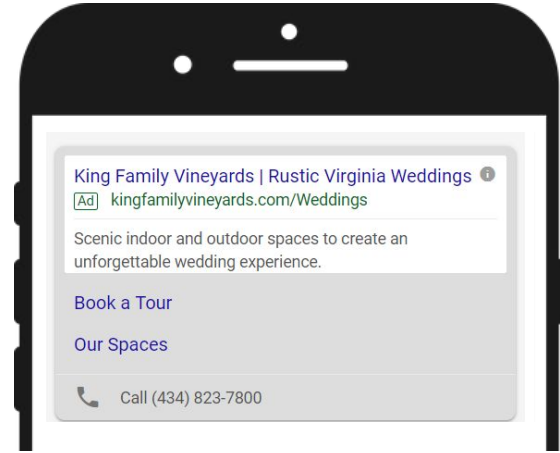 King Family Vineyards | Rustic Virginia Weddings
Ad kingfamilyvineyards.com/Weddings
Scenic indoor and outdoor spaces to create an
unforgettable wedding experience.
Book a Tour
Our Spaces
Call (434) 823-7800